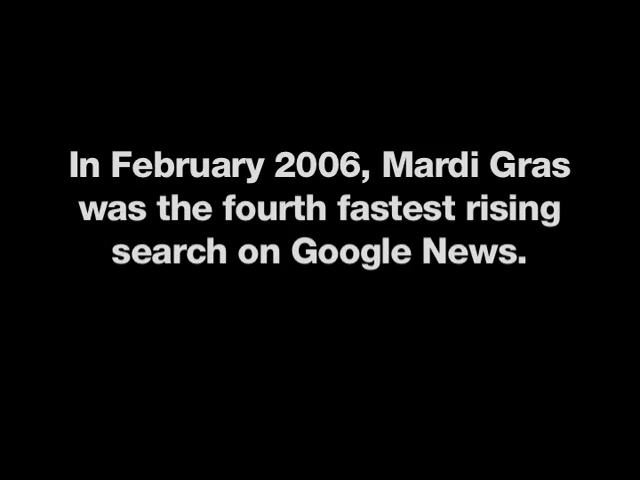 In February 2006, Mardi Gras
was the fourth fastest rising
search on Google News.